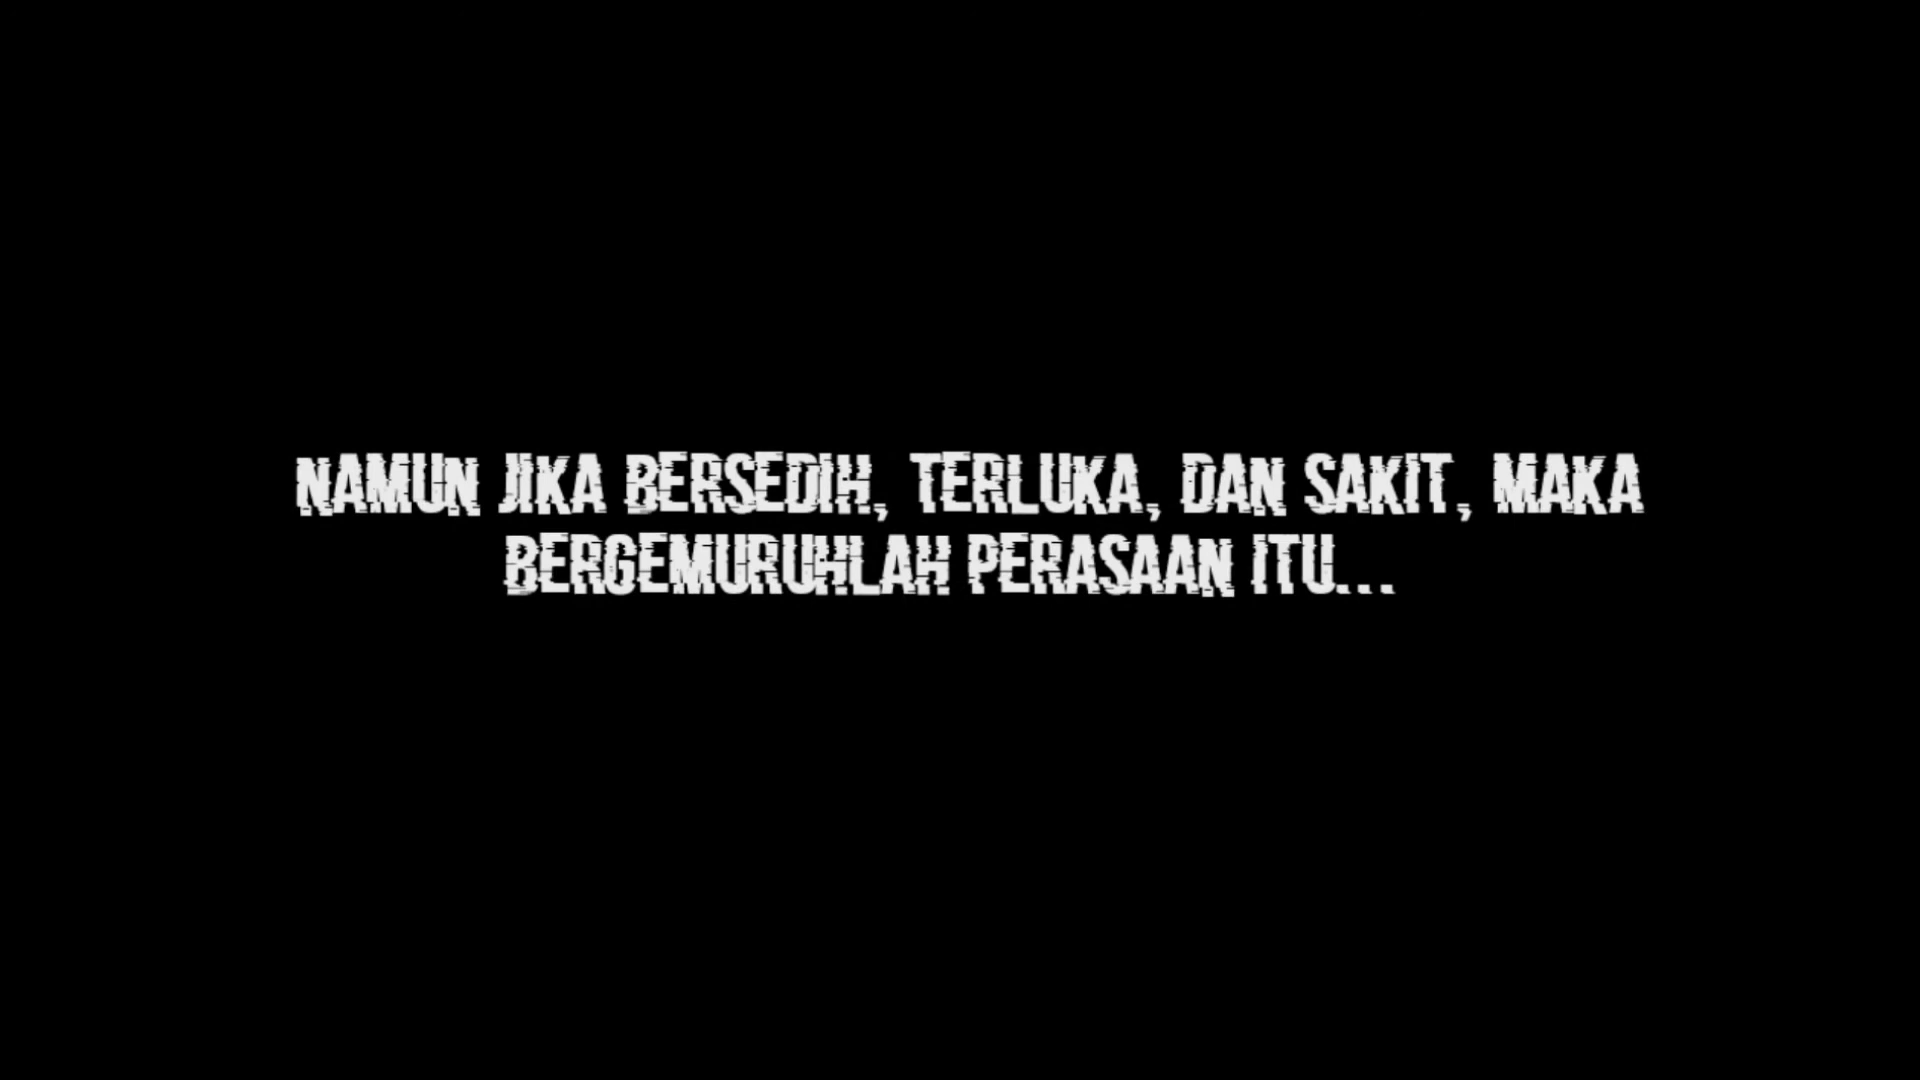 NAMUN JIKA BERSEDIH, TERLUKA, DAN SAKIT, MAKA
BERGEMURUHLAH PERASAAN ITU...